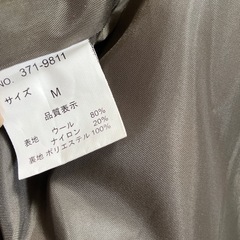 NO. 371-9811
サイズ M
品質表示
表地 ウール 80%
ナイロン 20%
裏地 ポリエステル 100%